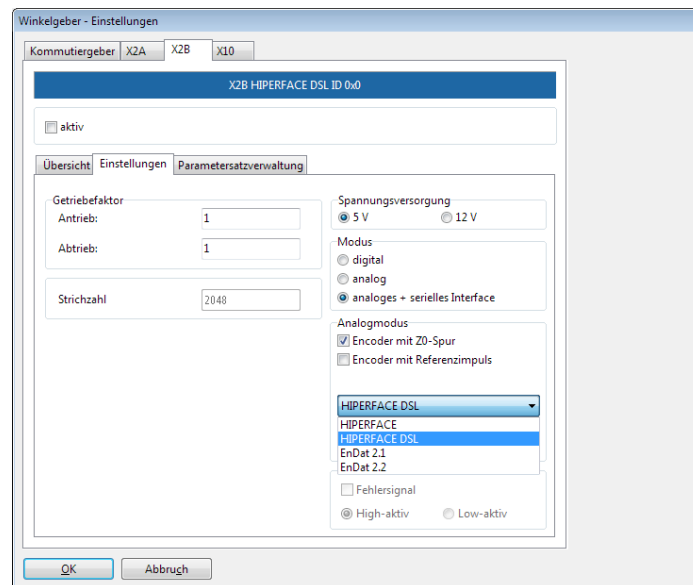 Winkelgeber - Einstellungen
Kommutiergeber X2A X2B X10
X2B HIPERFACE DSL ID 0x0
aktiv
Übersicht Einstellungen Parametersatzverwaltung
Getriebefaktor
Antrieb: 1
Abtrieb: 1
Strichzahl 2048
Spannungsversorgung
5 V 12 V
Modus
digital
analog
analoges + serielles Interface
Analogmodus
Encoder mit Z0-Spur
Encoder mit Referenzimpuls
HIPERFACE DSL
HIPERFACE
HIPERFACE DSL
EnDat 2.1
EnDat 2.2
Fehlersignal
High-aktiv Low-aktiv
OK Abbruch